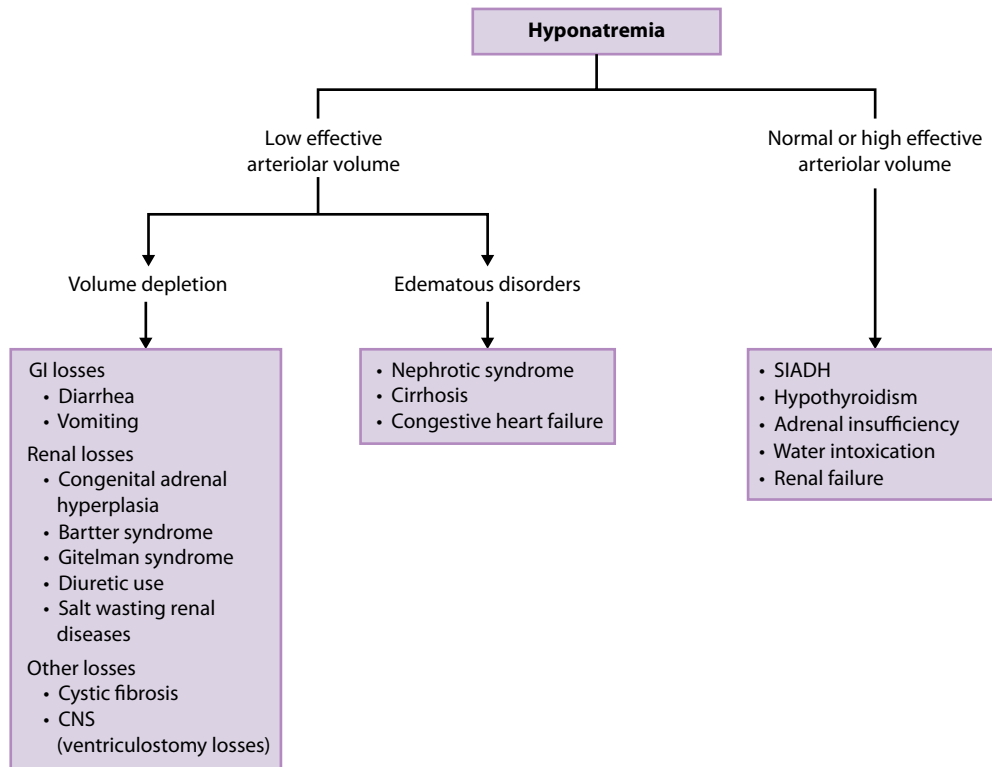 Hyponatremia
Low effective
arteriolar volume
Normal or high effective
arteriolar volume
Volume depletion
Edematous disorders
GI losses
• Diarrhea
• Vomiting
Renal losses
• Congenital adrenal
hyperplasia
• Bartter syndrome
• Gitelman syndrome
• Diuretic use
• Salt wasting renal
diseases
Other losses
• Cystic fibrosis
• CNS
(ventriculostomy losses)
• Nephrotic syndrome
• Cirrhosis
• Congestive heart failure
• SIADH
• Hypothyroidism
• Adrenal insufficiency
• Water intoxication
• Renal failure